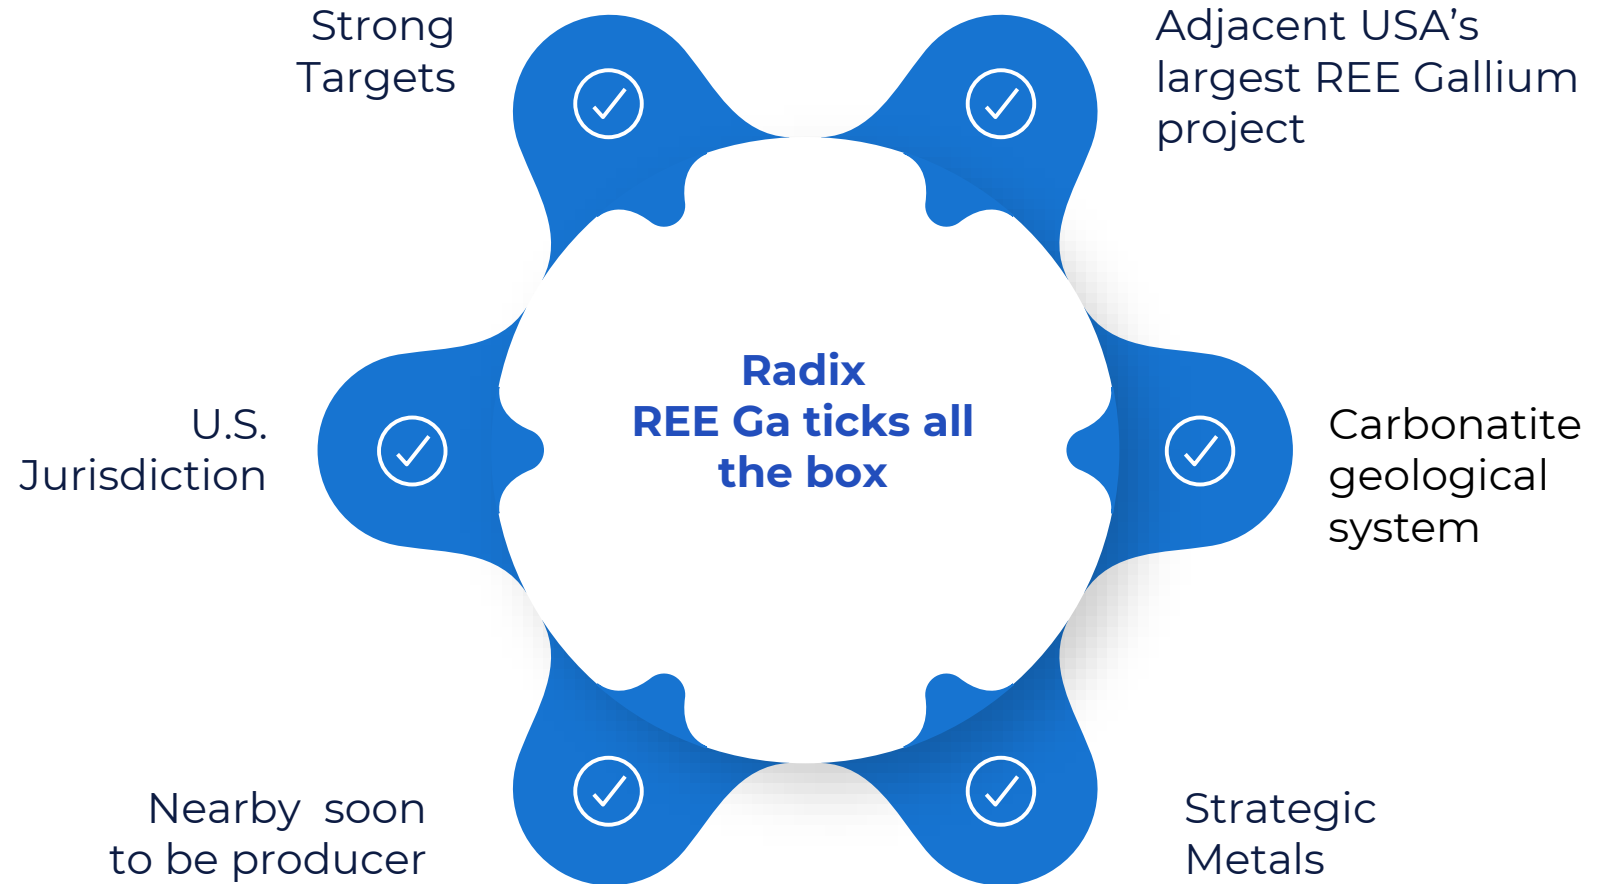 Strong
Targets
Adjacent USA’s
largest REE Gallium
project
U.S.
Jurisdiction
Radix
REE Ga ticks all
the box
Carbonatite
geological
system
Nearby  soon
to be producer
Strategic
Metals